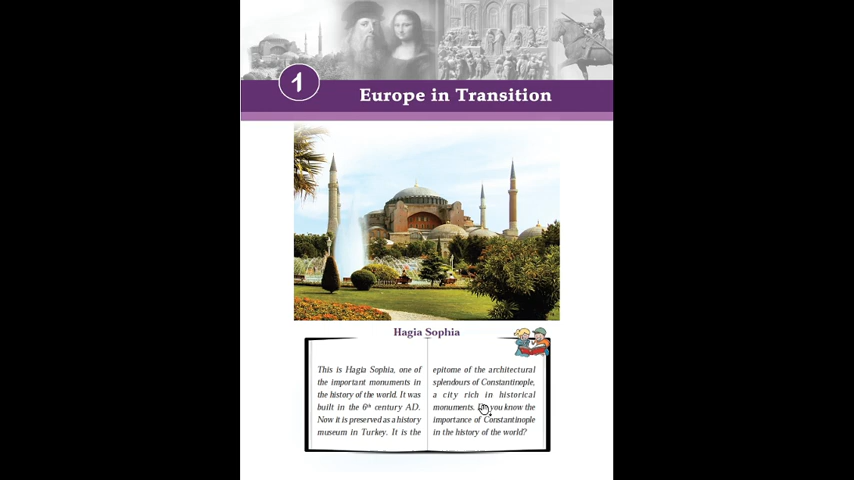 1
Europe in Transition
Hagia Sophia
This is Hagia Sophia, one of
the important monuments in
the history of the world. It was
built in the 6th century AD.
Now it is preserved as a history
museum in Turkey. It is the
epitome of the architectural
splendours of Constantinople,
a city rich in historical
monuments. Do you know the
importance of Constantinople
in the history of the world?